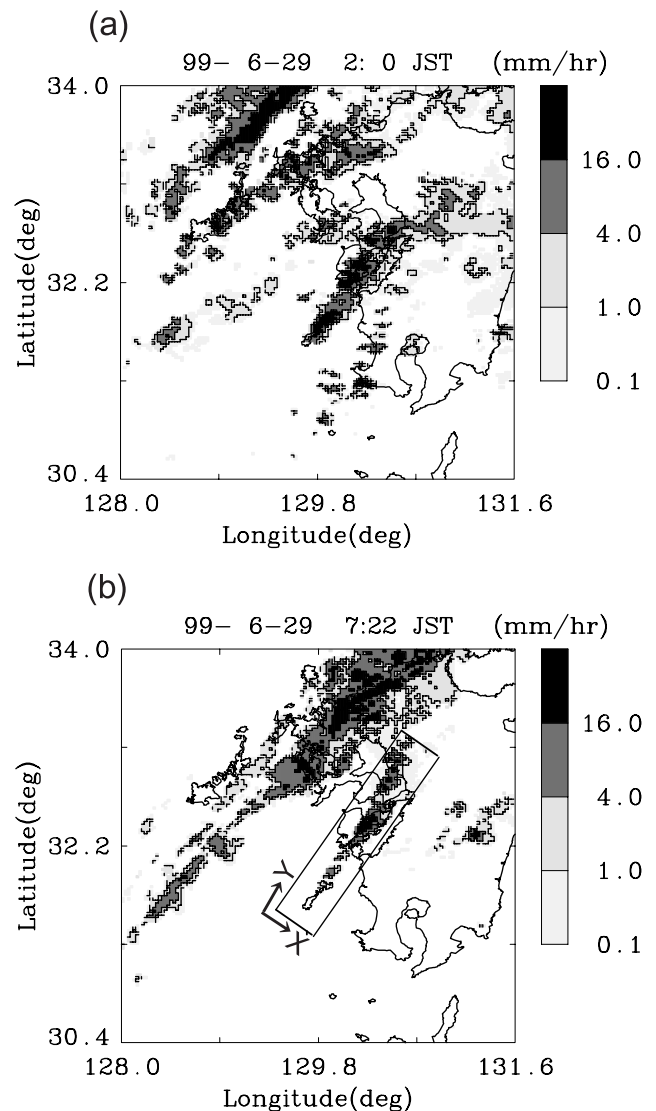 (a)
99- 6-29 2: 0 JST (mm/hr)
34.0
32.2
30.4
Latitude(deg)
128.0 129.8 131.6
Longitude(deg)
16.0
4.0
1.0
0.1
(b)
99- 6-29 7:22 JST (mm/hr)
34.0
32.2
30.4
Latitude(deg)
Y
X
128.0 129.8 131.6
Longitude(deg)
16.0
4.0
1.0
0.1